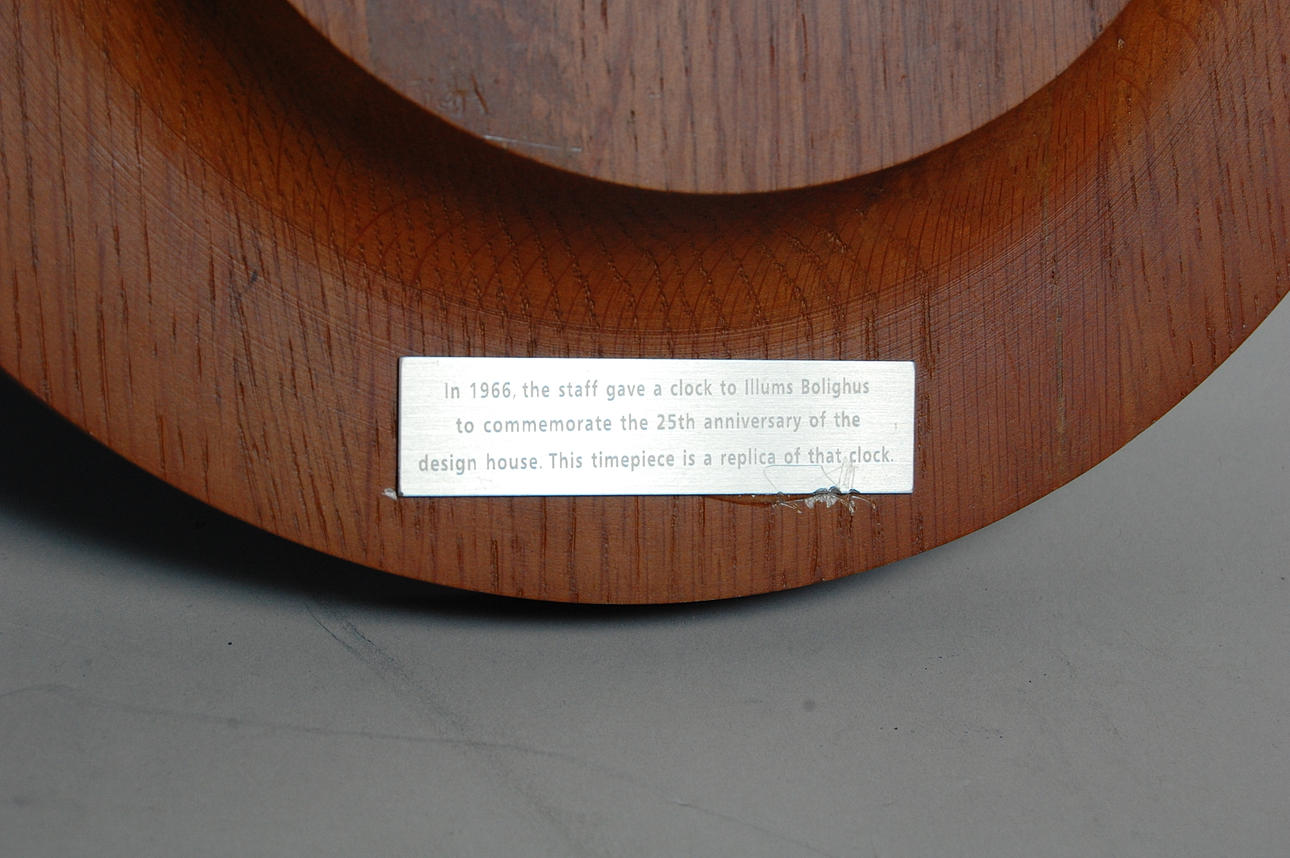 In 1966, the staff gave a clock to Illums Bolighus
to commemorate the 25th anniversary of the
design house. This timepiece is a replica of that clock.